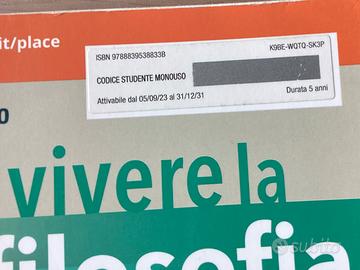 it/place
ISBN 9788839538833B
K9BE-WQTQ-SK3P
CODICE STUDENTE MONOUSO
Attivabile dal 05/09/23 al 31/12/31
Durata 5 anni
O
vivere la
filosofia
subito